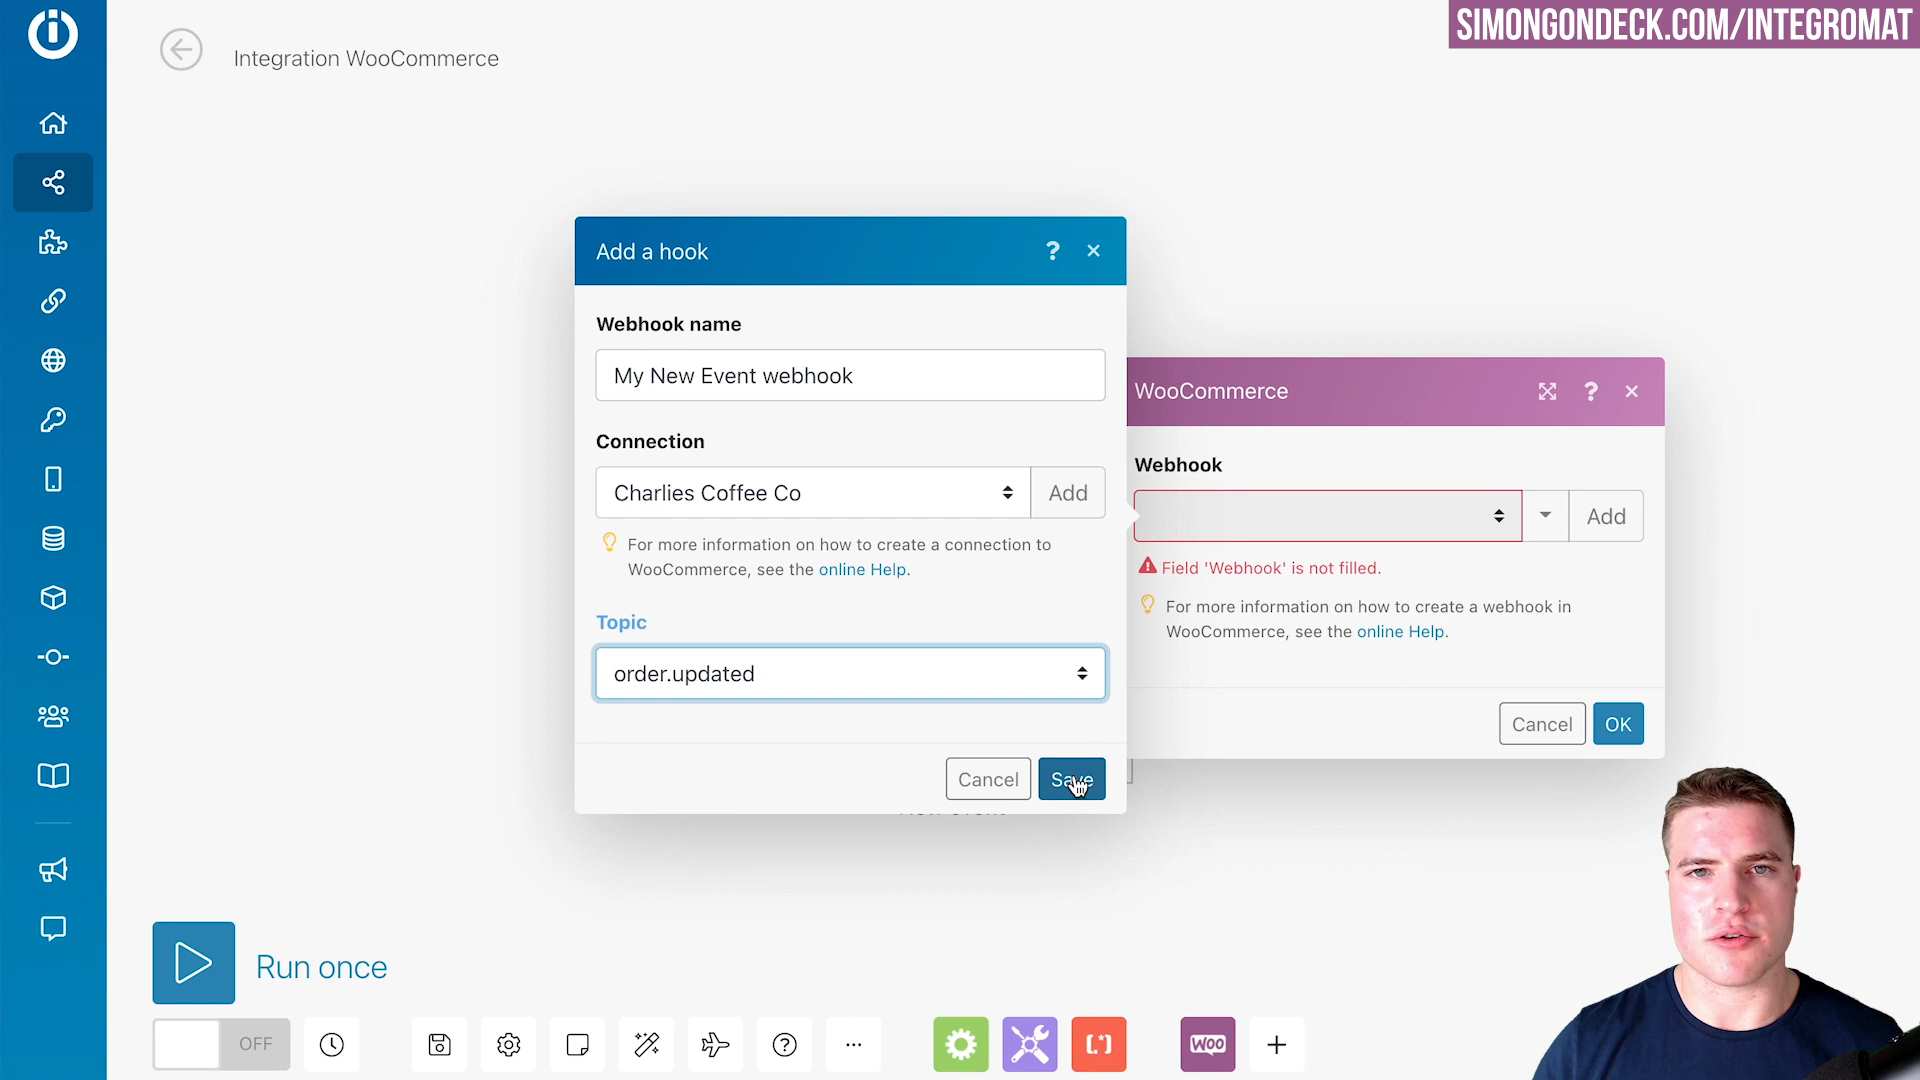 SIMONGONDECK.COM/INTEGROMAT
Integration WooCommerce
Add a hook
?
Webhook name
My New Event webhook
Connection
Charlies Coffee Co
Add
For more information on how to create a connection to
WooCommerce, see the online Help.
Topic
order.updated
Cancel
Save
WooCommerce
?
Webhook
Add
Field 'Webhook' is not filled.
For more information on how to create a webhook in
WooCommerce, see the online Help.
Cancel
OK
Run once
OFF
Woo